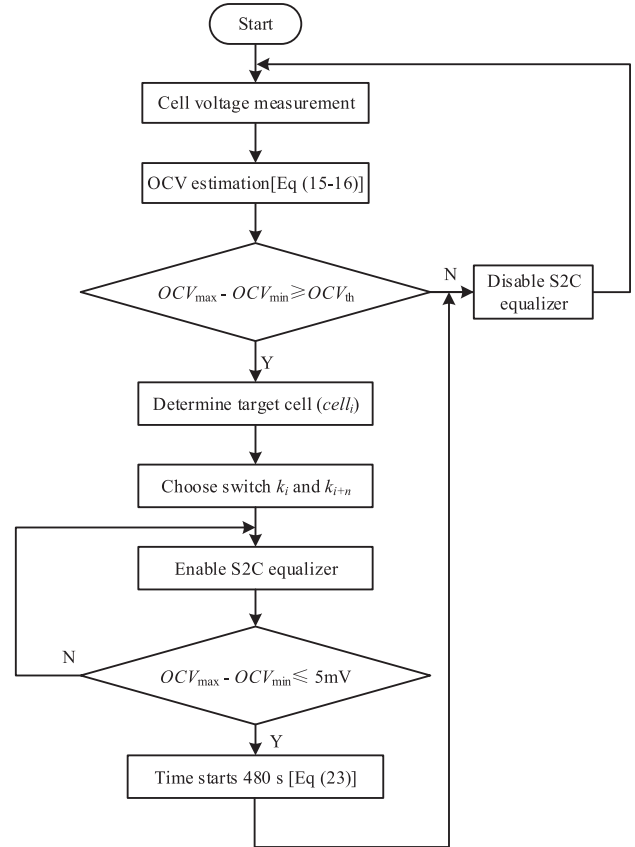 Start
Cell voltage measurement
OCV estimation[Eq (15-16)]
OCVmax - OCVmin≥OCVth
N
Disable S2C
equalizer
Y
Determine target cell (celli)
Choose switch ki and ki+n
Enable S2C equalizer
N
OCVmax - OCVmin≤ 5mV
Y
Time starts 480 s [Eq (23)]